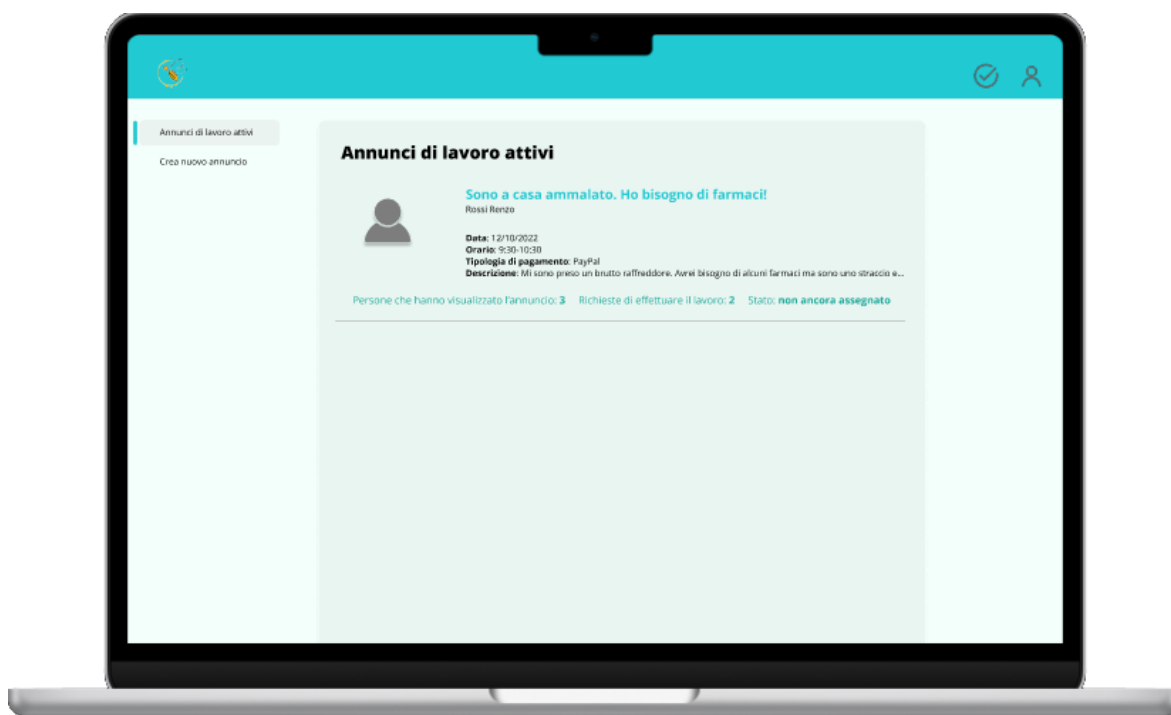 Annunci di lavoro attivi
Crea nuovo annuncio
Annunci di lavoro attivi
Sono a casa ammalato. Ho bisogno di farmaci!
Rossi Renzo
Data: 12/10/2022
Orario: 9:30-10:30
Tipologia di pagamento: PayPal
Descrizione: Mi sono preso un brutto raffreddore. Avrei bisogno di alcuni farmaci ma sono uno straccio e...
Persone che hanno visualizzato l'annuncio: 3 Richieste di effettuare il lavoro: 2 Stato: non ancora assegnato